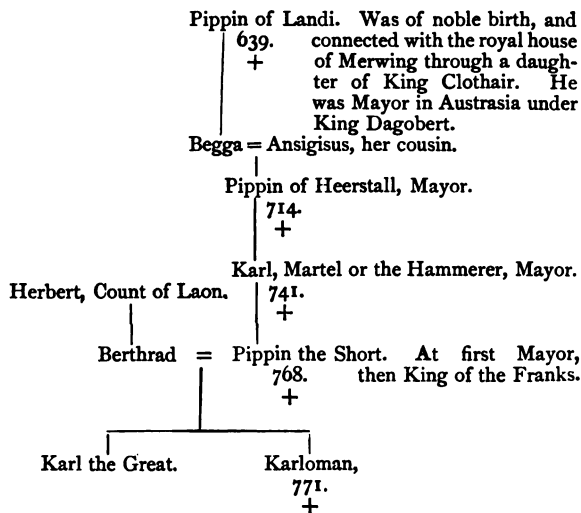 Pippin of Landi. Was of noble birth, and
639. connected with the royal house
+ of Merwing through a daugh-
ter of King Clothair. He
was Mayor in Austrasia under
King Dagobert.
Begga = Ansigisus, her cousin.
Pippin of Heerstall, Mayor.
714.
+
Karl, Martel or the Hammerer, Mayor.
Herbert, Count of Laon. 741.
+
Berthrad = Pippin the Short. At first Mayor,
768. then King of the Franks.
+
Karl the Great. Karloman,
771.
+